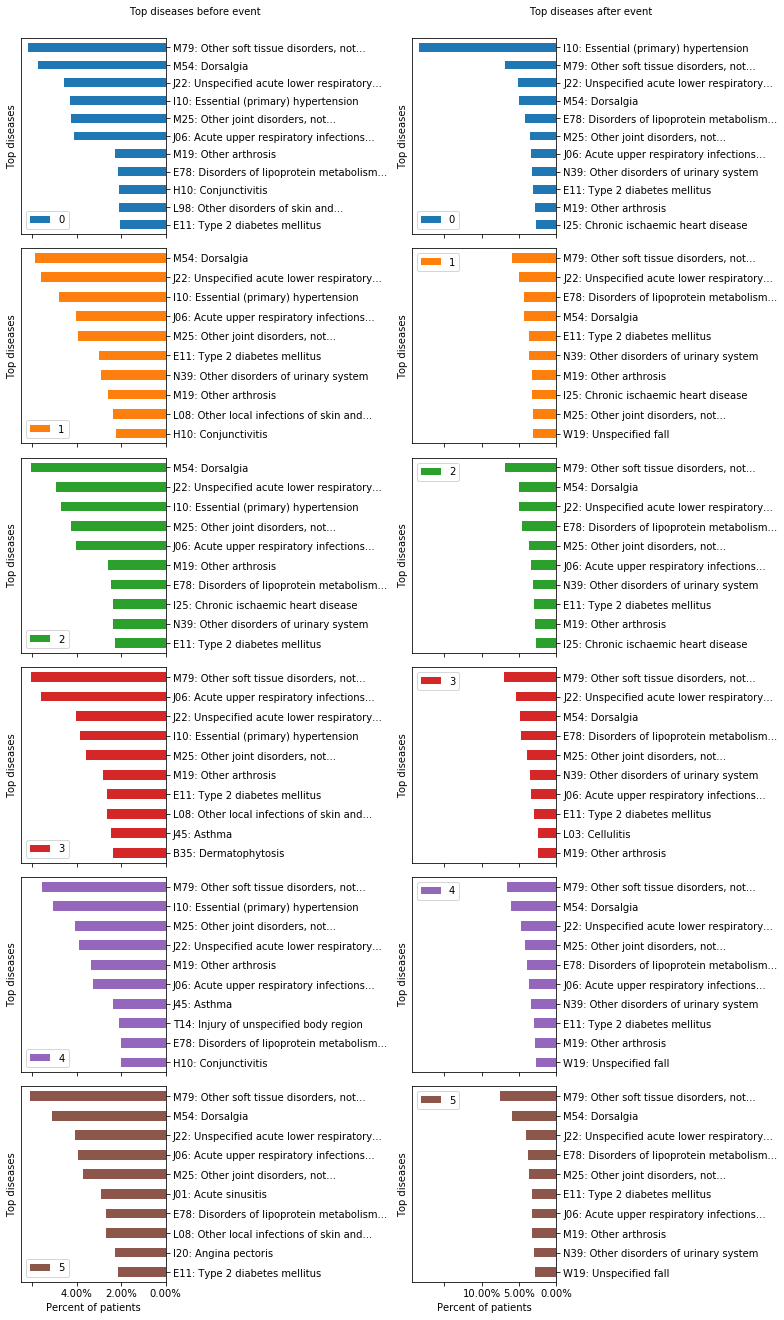 Top diseases before event
Top diseases after event
Top diseases
M79: Other soft tissue disorders, not...
M54: Dorsalgia
J22: Unspecified acute lower respiratory...
I10: Essential (primary) hypertension
M25: Other joint disorders, not...
J06: Acute upper respiratory infections...
M19: Other arthrosis
E78: Disorders of lipoprotein metabolism...
H10: Conjunctivitis
L98: Other disorders of skin and...
E11: Type 2 diabetes mellitus
0
Top diseases
I10: Essential (primary) hypertension
M79: Other soft tissue disorders, not...
J22: Unspecified acute lower respiratory...
M54: Dorsalgia
E78: Disorders of lipoprotein metabolism...
M25: Other joint disorders, not...
J06: Acute upper respiratory infections...
N39: Other disorders of urinary system
E11: Type 2 diabetes mellitus
M19: Other arthrosis
I25: Chronic ischaemic heart disease
0
Top diseases
M54: Dorsalgia
J22: Unspecified acute lower respiratory...
I10: Essential (primary) hypertension
J06: Acute upper respiratory infections...
M25: Other joint disorders, not...
E11: Type 2 diabetes mellitus
N39: Other disorders of urinary system
M19: Other arthrosis
L08: Other local infections of skin and...
H10: Conjunctivitis
1
Top diseases
1
M79: Other soft tissue disorders, not...
J22: Unspecified acute lower respiratory...
E78: Disorders of lipoprotein metabolism...
M54: Dorsalgia
E11: Type 2 diabetes mellitus
N39: Other disorders of urinary system
M19: Other arthrosis
I25: Chronic ischaemic heart disease
M25: Other joint disorders, not...
W19: Unspecified fall
Top diseases
M54: Dorsalgia
J22: Unspecified acute lower respiratory...
I10: Essential (primary) hypertension
M25: Other joint disorders, not...
J06: Acute upper respiratory infections...
M19: Other arthrosis
E78: Disorders of lipoprotein metabolism...
I25: Chronic ischaemic heart disease
N39: Other disorders of urinary system
E11: Type 2 diabetes mellitus
2
Top diseases
2
M79: Other soft tissue disorders, not...
M54: Dorsalgia
J22: Unspecified acute lower respiratory...
E78: Disorders of lipoprotein metabolism...
M25: Other joint disorders, not...
J06: Acute upper respiratory infections...
N39: Other disorders of urinary system
E11: Type 2 diabetes mellitus
M19: Other arthrosis
I25: Chronic ischaemic heart disease
Top diseases
M79: Other soft tissue disorders, not...
J06: Acute upper respiratory infections...
J22: Unspecified acute lower respiratory...
I10: Essential (primary) hypertension
M25: Other joint disorders, not...
M19: Other arthrosis
E11: Type 2 diabetes mellitus
L08: Other local infections of skin and...
J45: Asthma
B35: Dermatophytosis
3
Top diseases
3
M79: Other soft tissue disorders, not...
J22: Unspecified acute lower respiratory...
M54: Dorsalgia
E78: Disorders of lipoprotein metabolism...
M25: Other joint disorders, not...
N39: Other disorders of urinary system
J06: Acute upper respiratory infections...
E11: Type 2 diabetes mellitus
L03: Cellulitis
M19: Other arthrosis
Top diseases
M79: Other soft tissue disorders, not...
I10: Essential (primary) hypertension
M25: Other joint disorders, not...
J22: Unspecified acute lower respiratory...
M19: Other arthrosis
J06: Acute upper respiratory infections...
J45: Asthma
T14: Injury of unspecified body region
E78: Disorders of lipoprotein metabolism...
H10: Conjunctivitis
4
Top diseases
4
M79: Other soft tissue disorders, not...
M54: Dorsalgia
J22: Unspecified acute lower respiratory...
M25: Other joint disorders, not...
E78: Disorders of lipoprotein metabolism...
J06: Acute upper respiratory infections...
N39: Other disorders of urinary system
E11: Type 2 diabetes mellitus
M19: Other arthrosis
W19: Unspecified fall
Top diseases
M79: Other soft tissue disorders, not...
M54: Dorsalgia
J22: Unspecified acute lower respiratory...
J06: Acute upper respiratory infections...
M25: Other joint disorders, not...
J01: Acute sinusitis
E78: Disorders of lipoprotein metabolism...
L08: Other local infections of skin and...
I20: Angina pectoris
E11: Type 2 diabetes mellitus
5
4.00% 2.00% 0.00%
Percent of patients
Top diseases
5
M79: Other soft tissue disorders, not...
M54: Dorsalgia
J22: Unspecified acute lower respiratory...
E78: Disorders of lipoprotein metabolism...
M25: Other joint disorders, not...
E11: Type 2 diabetes mellitus
J06: Acute upper respiratory infections...
M19: Other arthrosis
N39: Other disorders of urinary system
W19: Unspecified fall
10.00% 5.00% 0.00%
Percent of patients